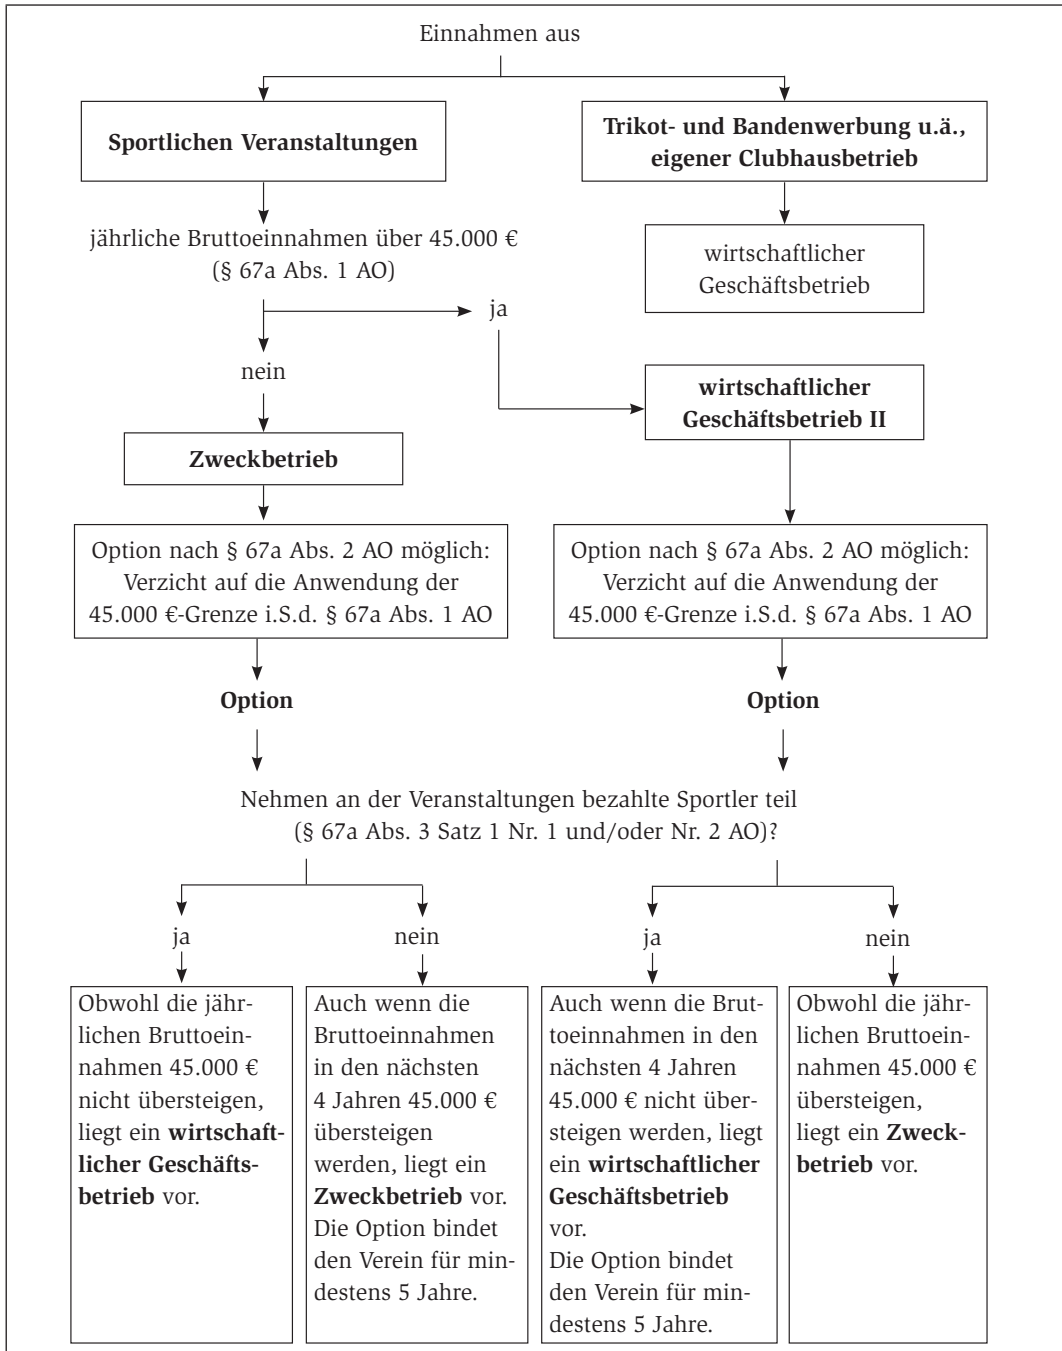 Einnahmen aus
Sportlichen Veranstaltungen
Trikot- und Bandenwerbung u.ä.,
eigener Clubhausbetrieb
jährliche Bruttoeinnahmen über 45.000 €
(§ 67a Abs. 1 AO)
wirtschaftlicher
Geschäftsbetrieb
ja
nein
wirtschaftlicher
Geschäftsbetrieb II
Zweckbetrieb
Option nach § 67a Abs. 2 AO möglich:
Verzicht auf die Anwendung der
45.000 €-Grenze i.S.d. § 67a Abs. 1 AO
Option nach § 67a Abs. 2 AO möglich:
Verzicht auf die Anwendung der
45.000 €-Grenze i.S.d. § 67a Abs. 1 AO
Option
Option
Nehmen an der Veranstaltungen bezahlte Sportler teil
(§ 67a Abs. 3 Satz 1 Nr. 1 und/oder Nr. 2 AO)?
ja
nein
ja
nein
Obwohl die jähr-
lichen Bruttoein-
nahmen 45.000 €
nicht übersteigen,
liegt ein wirtschaft-
licher Geschäfts-
betrieb vor.
Auch wenn die
Bruttoeinnahmen
in den nächsten
4 Jahren 45.000 €
übersteigen
werden, liegt ein
Zweckbetrieb vor.
Die Option bindet
den Verein für min-
destens 5 Jahre.
Auch wenn die Brut-
toeinnahmen in den
nächsten 4 Jahren
45.000 € nicht über-
steigen werden, liegt
ein wirtschaftlicher
Geschäftsbetrieb
vor.
Die Option bindet
den Verein für min-
destens 5 Jahre.
Obwohl die jähr-
lichen Bruttoein-
nahmen 45.000 €
übersteigen,
liegt ein Zweck-
betrieb vor.